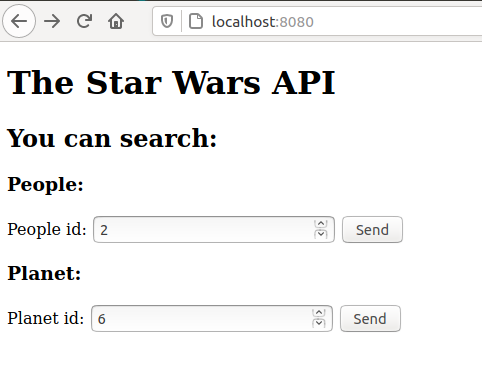 localhost:8080
The Star Wars API
You can search:
People:
People id: 2 Send
Planet:
Planet id: 6 Send